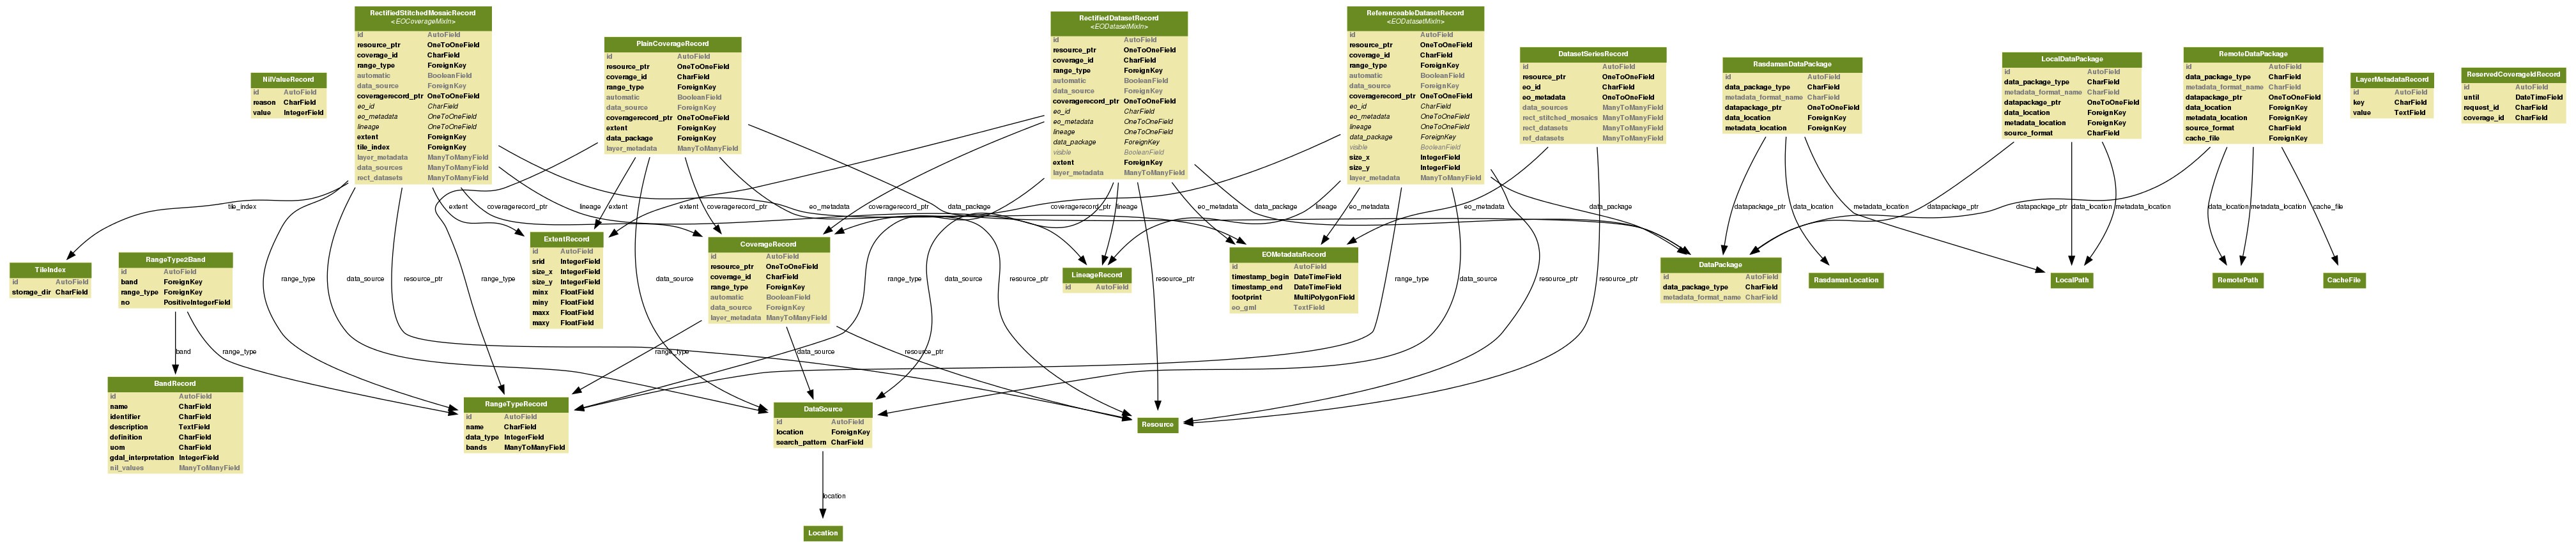 RectifiedStitchedMosaicRecord
<EOCoverageMixIn>
id AutoField
resource_ptr OneToOneField
coverage_id CharField
range_type ForeignKey
automatic BooleanField
data_source ForeignKey
coveragerecord_ptr OneToOneField
eo_id CharField
eo_metadata OneToOneField
lineage OneToOneField
extent ForeignKey
tile_index ForeignKey
layer_metadata ManyToManyField
data_sources ManyToManyField
rect_datasets ManyToManyField
NilValueRecord
id AutoField
reason CharField
value IntegerField
PlainCoverageRecord
id AutoField
resource_ptr OneToOneField
coverage_id CharField
range_type ForeignKey
automatic BooleanField
data_source ForeignKey
coveragerecord_ptr OneToOneField
extent ForeignKey
data_package ForeignKey
layer_metadata ManyToManyField
RectifiedDatasetRecord
<EODatasetMixIn>
id AutoField
resource_ptr OneToOneField
coverage_id CharField
range_type ForeignKey
automatic BooleanField
data_source ForeignKey
coveragerecord_ptr OneToOneField
eo_id CharField
eo_metadata OneToOneField
lineage OneToOneField
data_package ForeignKey
visible BooleanField
extent ForeignKey
layer_metadata ManyToManyField
ReferenceableDatasetRecord
<EODatasetMixIn>
id AutoField
resource_ptr OneToOneField
coverage_id CharField
range_type ForeignKey
automatic BooleanField
data_source ForeignKey
coveragerecord_ptr OneToOneField
eo_id CharField
eo_metadata OneToOneField
lineage OneToOneField
data_package ForeignKey
visible BooleanField
size_x IntegerField
size_y IntegerField
layer_metadata ManyToManyField
DatasetSeriesRecord
id AutoField
resource_ptr OneToOneField
eo_id CharField
eo_metadata OneToOneField
data_sources ManyToManyField
rect_stitched_mosaics ManyToManyField
rect_datasets ManyToManyField
ref_datasets ManyToManyField
RasdamanDataPackage
id AutoField
data_package_type CharField
metadata_format_name CharField
datapackage_ptr OneToOneField
data_location ForeignKey
metadata_location ForeignKey
LocalDataPackage
id AutoField
data_package_type CharField
metadata_format_name CharField
datapackage_ptr OneToOneField
data_location ForeignKey
metadata_location ForeignKey
source_format CharField
RemoteDataPackage
id AutoField
data_package_type CharField
metadata_format_name CharField
datapackage_ptr OneToOneField
data_location ForeignKey
metadata_location ForeignKey
source_format CharField
cache_file ForeignKey
LayerMetadataRecord
id AutoField
key CharField
value TextField
ReservedCoverageIdRecord
id AutoField
until DateTimeField
request_id CharField
coverage_id CharField
tile_index
extent
coveragerecord_ptr
lineage
extent
coveragerecord_ptr
eo_metadata
coveragerecord_ptr
extent
data_package
coveragerecord_ptr
lineage
eo_metadata
data_package
lineage
eo_metadata
eo_metadata
data_package
datapackage_ptr
data_location
metadata_location
datapackage_ptr
data_location
metadata_location
datapackage_ptr
data_location
metadata_location
cache_file
TileIndex
id AutoField
storage_dir CharField
RangeType2Band
id AutoField
band ForeignKey
range_type ForeignKey
no PositiveIntegerField
ExtentRecord
id AutoField
srid IntegerField
size_x IntegerField
size_y IntegerField
minx FloatField
miny FloatField
maxx FloatField
maxy FloatField
CoverageRecord
id AutoField
resource_ptr OneToOneField
coverage_id CharField
range_type ForeignKey
automatic BooleanField
data_source ForeignKey
layer_metadata ManyToManyField
LineageRecord
id AutoField
EOMetadataRecord
id AutoField
timestamp_begin DateTimeField
timestamp_end DateTimeField
footprint MultiPolygonField
eo_gml TextField
DataPackage
id AutoField
data_package_type CharField
metadata_format_name CharField
RasdamanLocation
LocalPath
RemotePath
CacheFile
range_type
data_source
resource_ptr
range_type
data_source
range_type
data_source
resource_ptr
resource_ptr
range_type
data_source
resource_ptr
resource_ptr
band
range_type
range_type
data_source
resource_ptr
BandRecord
id AutoField
name CharField
identifier CharField
description TextField
definition CharField
uom CharField
gdal_interpretation IntegerField
nil_values ManyToManyField
RangeTypeRecord
id AutoField
name CharField
data_type IntegerField
bands ManyToManyField
DataSource
id AutoField
location ForeignKey
search_pattern CharField
Resource
location
Location